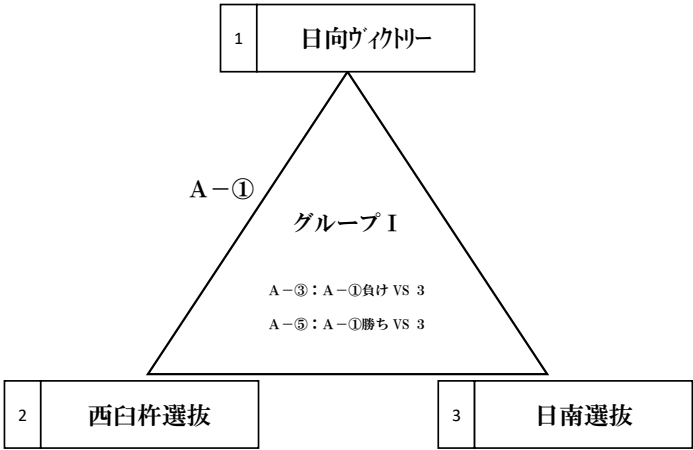 1 日向ヴィクトリー
A－①
グループⅠ
A－③：A－①負け VS 3
A－⑤：A－①勝ち VS 3
2 西臼杵選抜
3 日南選抜